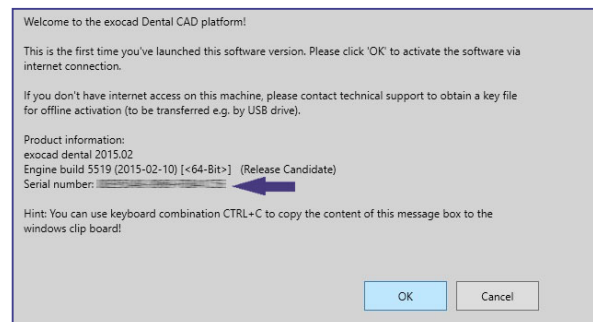 Welcome to the exocad Dental CAD platform!
This is the first time you've launched this software version. Please click 'OK' to activate the software via
internet connection.
If you don't have internet access on this machine, please contact technical support to obtain a key file
for offline activation (to be transferred e.g. by USB drive).
Product information:
exocad dental 2015.02
Engine build 5519 (2015-02-10) [<64-Bit>] (Release Candidate)
Serial number:
Hint: You can use keyboard combination CTRL+C to copy the content of this message box to the
windows clip board!
OK Cancel